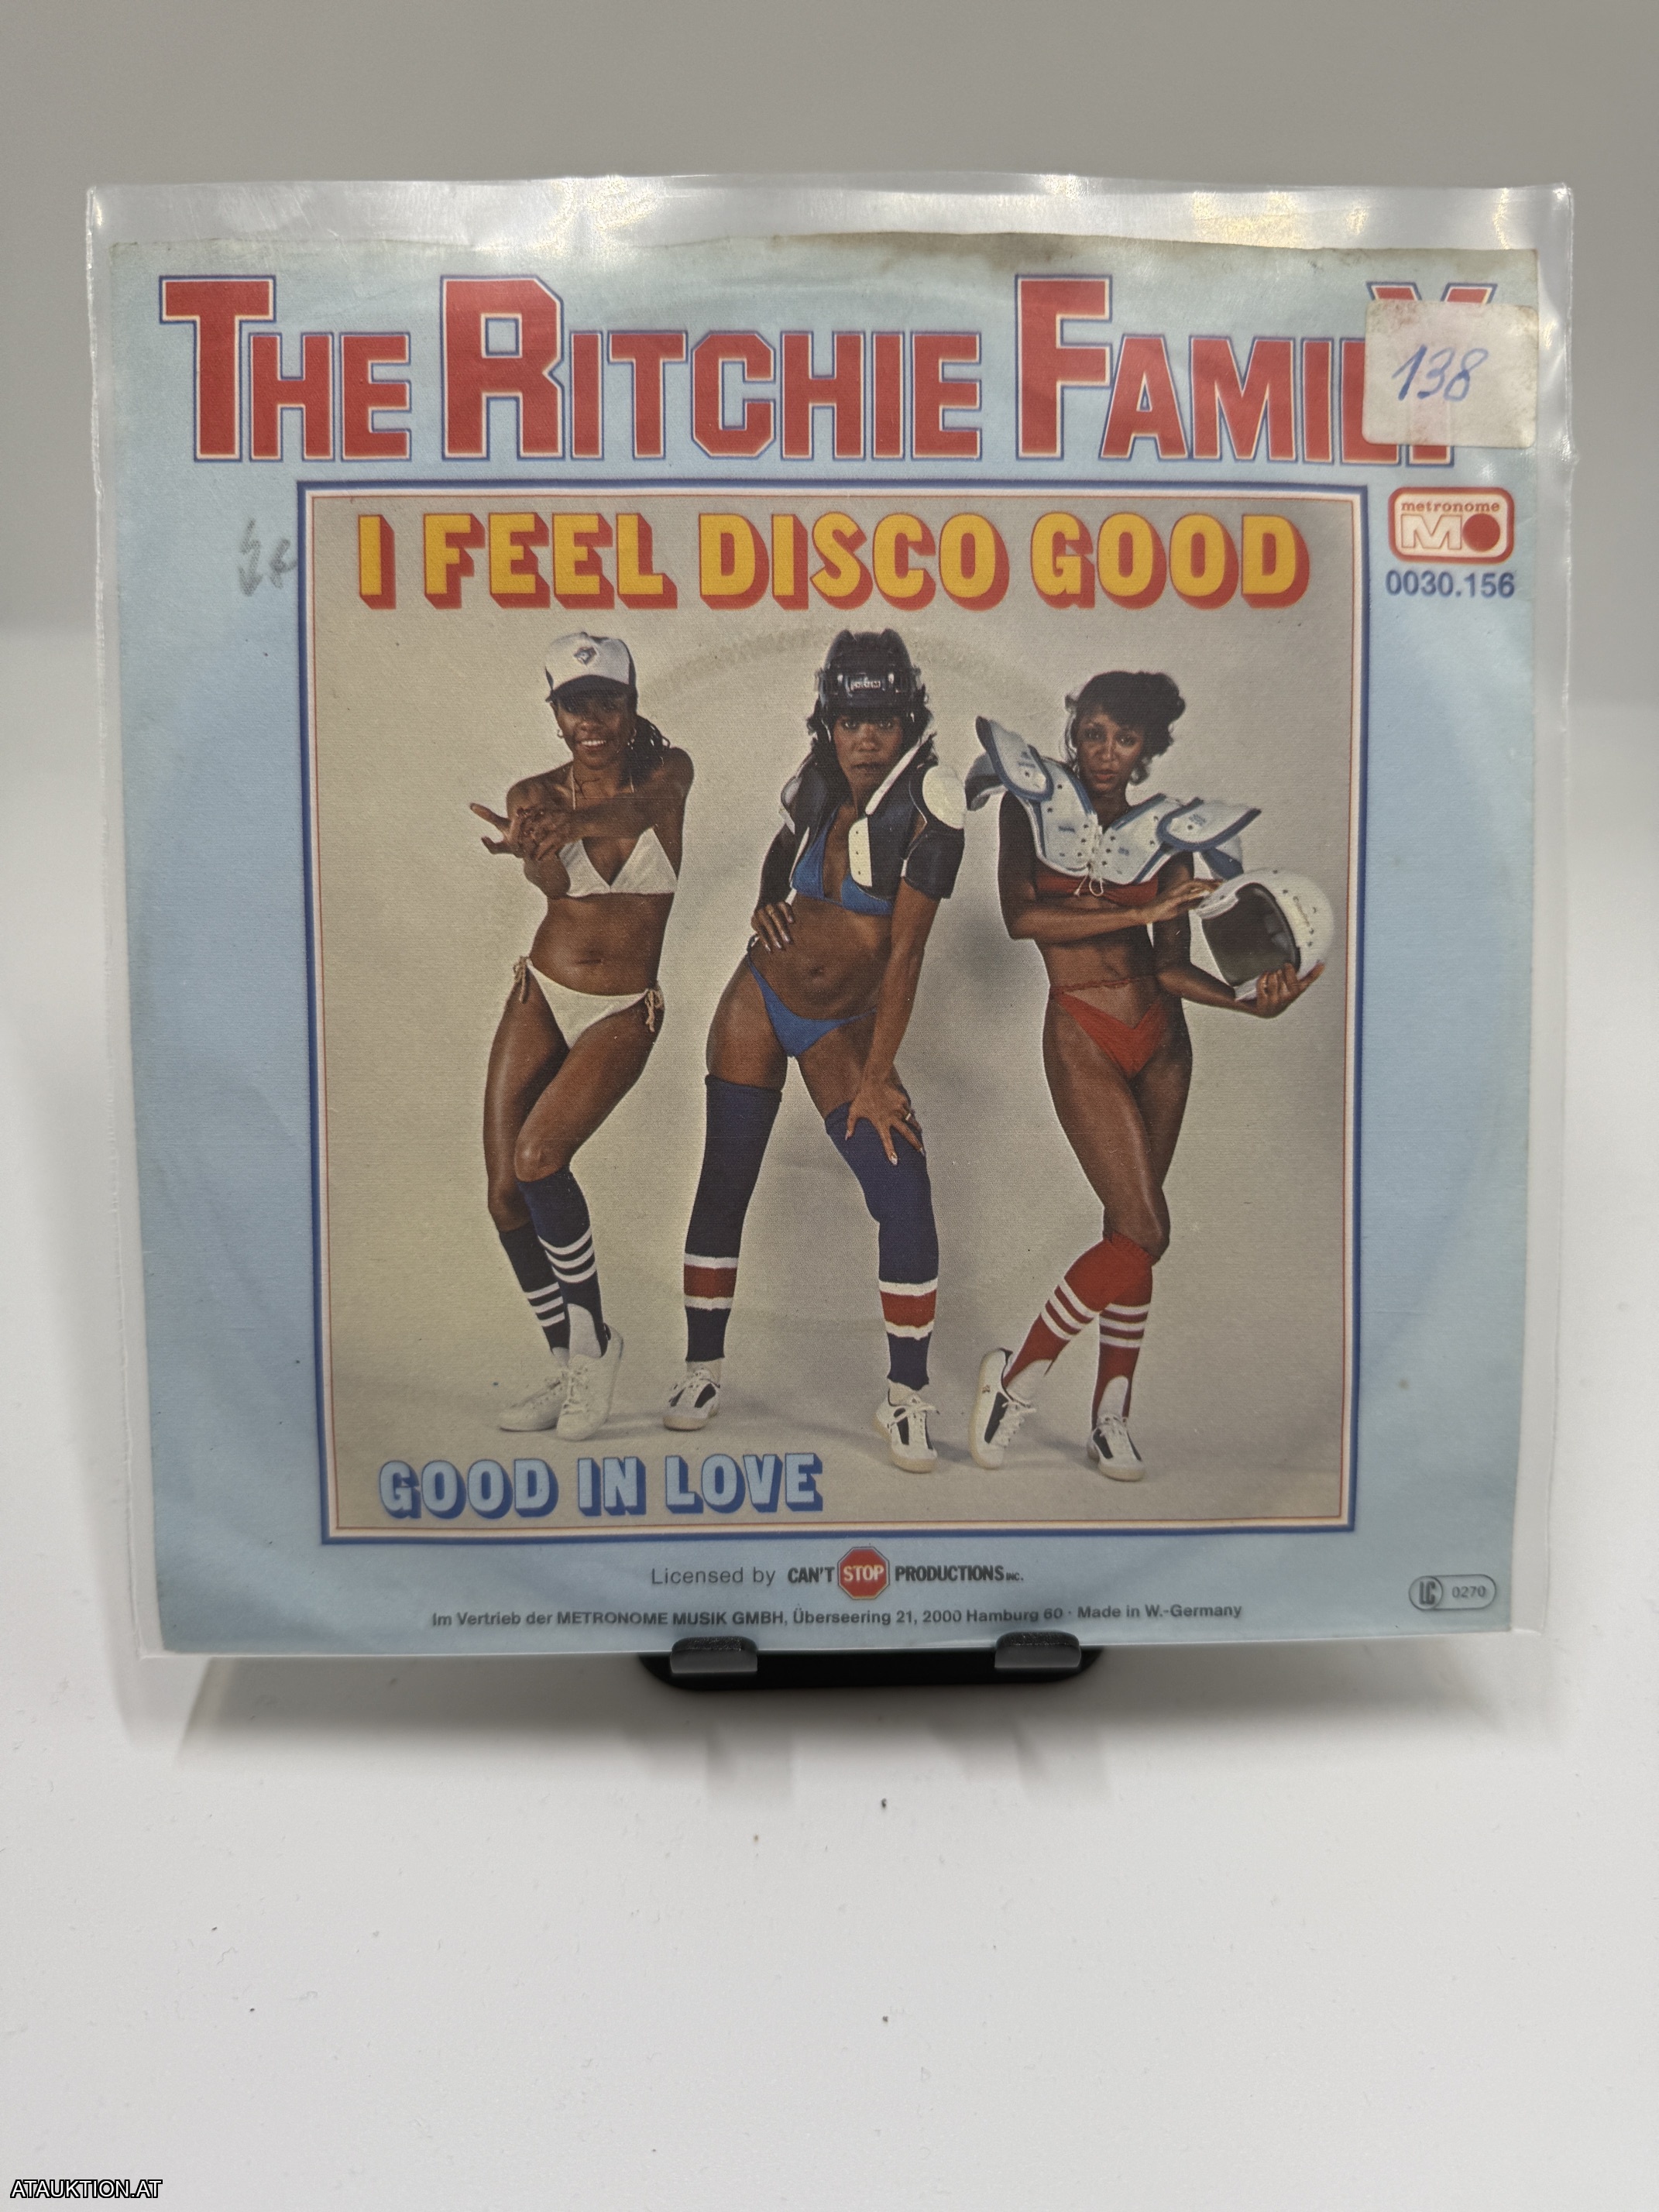 THE RITCHIE FAMILY
138
I FEEL DISCO GOOD
metronome
MO
0030.156
GOOD IN LOVE
Licensed by CAN'T STOP PRODUCTIONS INC.
LC 0270
Im Vertrieb der METRONOME MUSIK GMBH, Überseering 21, 2000 Hamburg 60 · Made in W.-Germany
ATAUKTION.AT